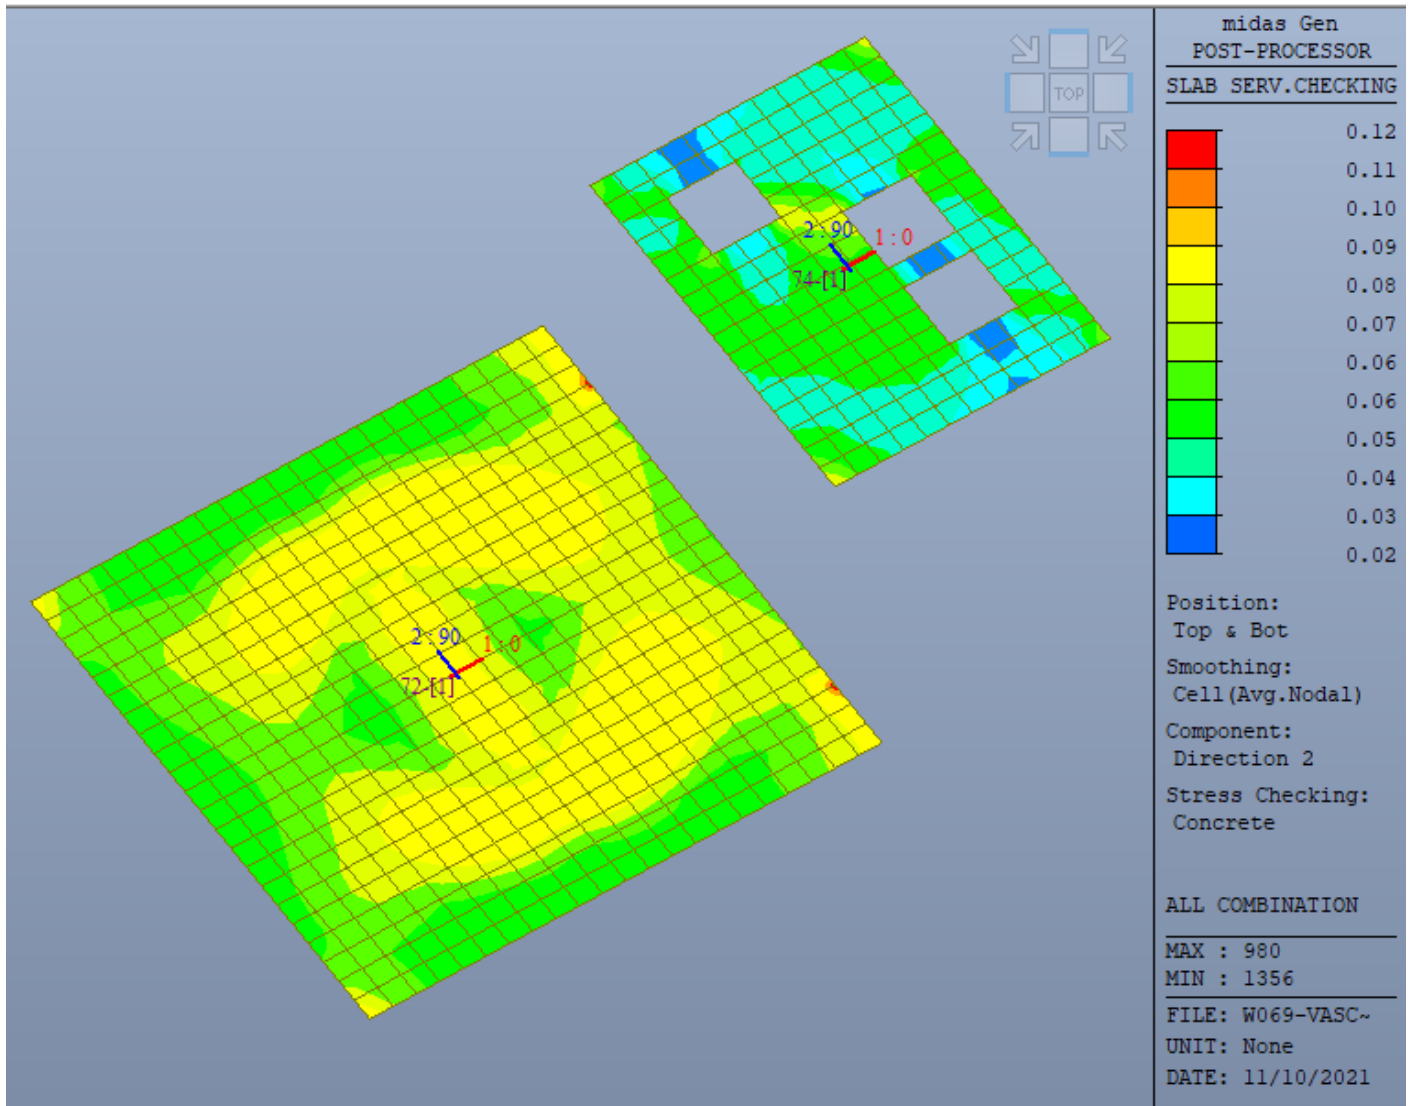 TOP
2 : 90
1 : 0
74-[1]
2 : 90
1 : 0
72-[1]
midas Gen
POST-PROCESSOR
SLAB SERV.CHECKING
0.12
0.11
0.10
0.09
0.08
0.07
0.06
0.06
0.05
0.04
0.03
0.02
Position:
Top & Bot
Smoothing:
Cell(Avg.Nodal)
Component:
Direction 2
Stress Checking:
Concrete
ALL COMBINATION
MAX : 980
MIN : 1356
FILE: W069-VASC~
UNIT: None
DATE: 11/10/2021